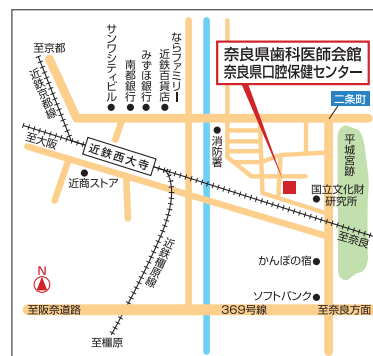 至京都
近鉄京都線
サンワシティビル
南都銀行
みずほ銀行
近鉄百貨店
ならファミリー
奈良県歯科医師会館
奈良県口腔保健センター
二条町
消防署
平城宮跡
至大阪
近鉄西大寺
近商ストア
国立文化財
研究所
至奈良
近鉄橿原線
かんぽの宿
N
ソフトバンク
至阪奈道路
369号線
至奈良方面
至橿原